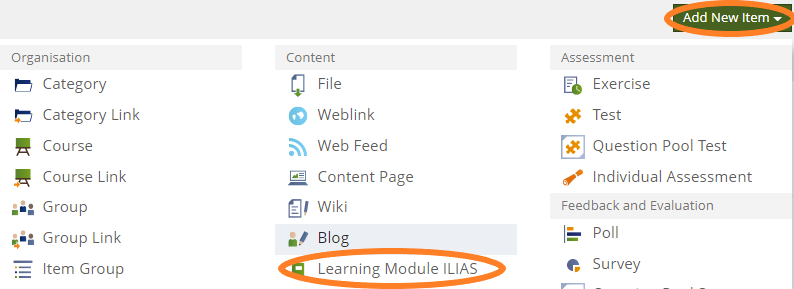 Add New Item
Organisation
Category
Category Link
Course
Course Link
Group
Group Link
Item Group
Content
File
Weblink
Web Feed
Content Page
Wiki
Blog
Learning Module ILIAS
Assessment
Exercise
Test
Question Pool Test
Individual Assessment
Feedback and Evaluation
Poll
Survey